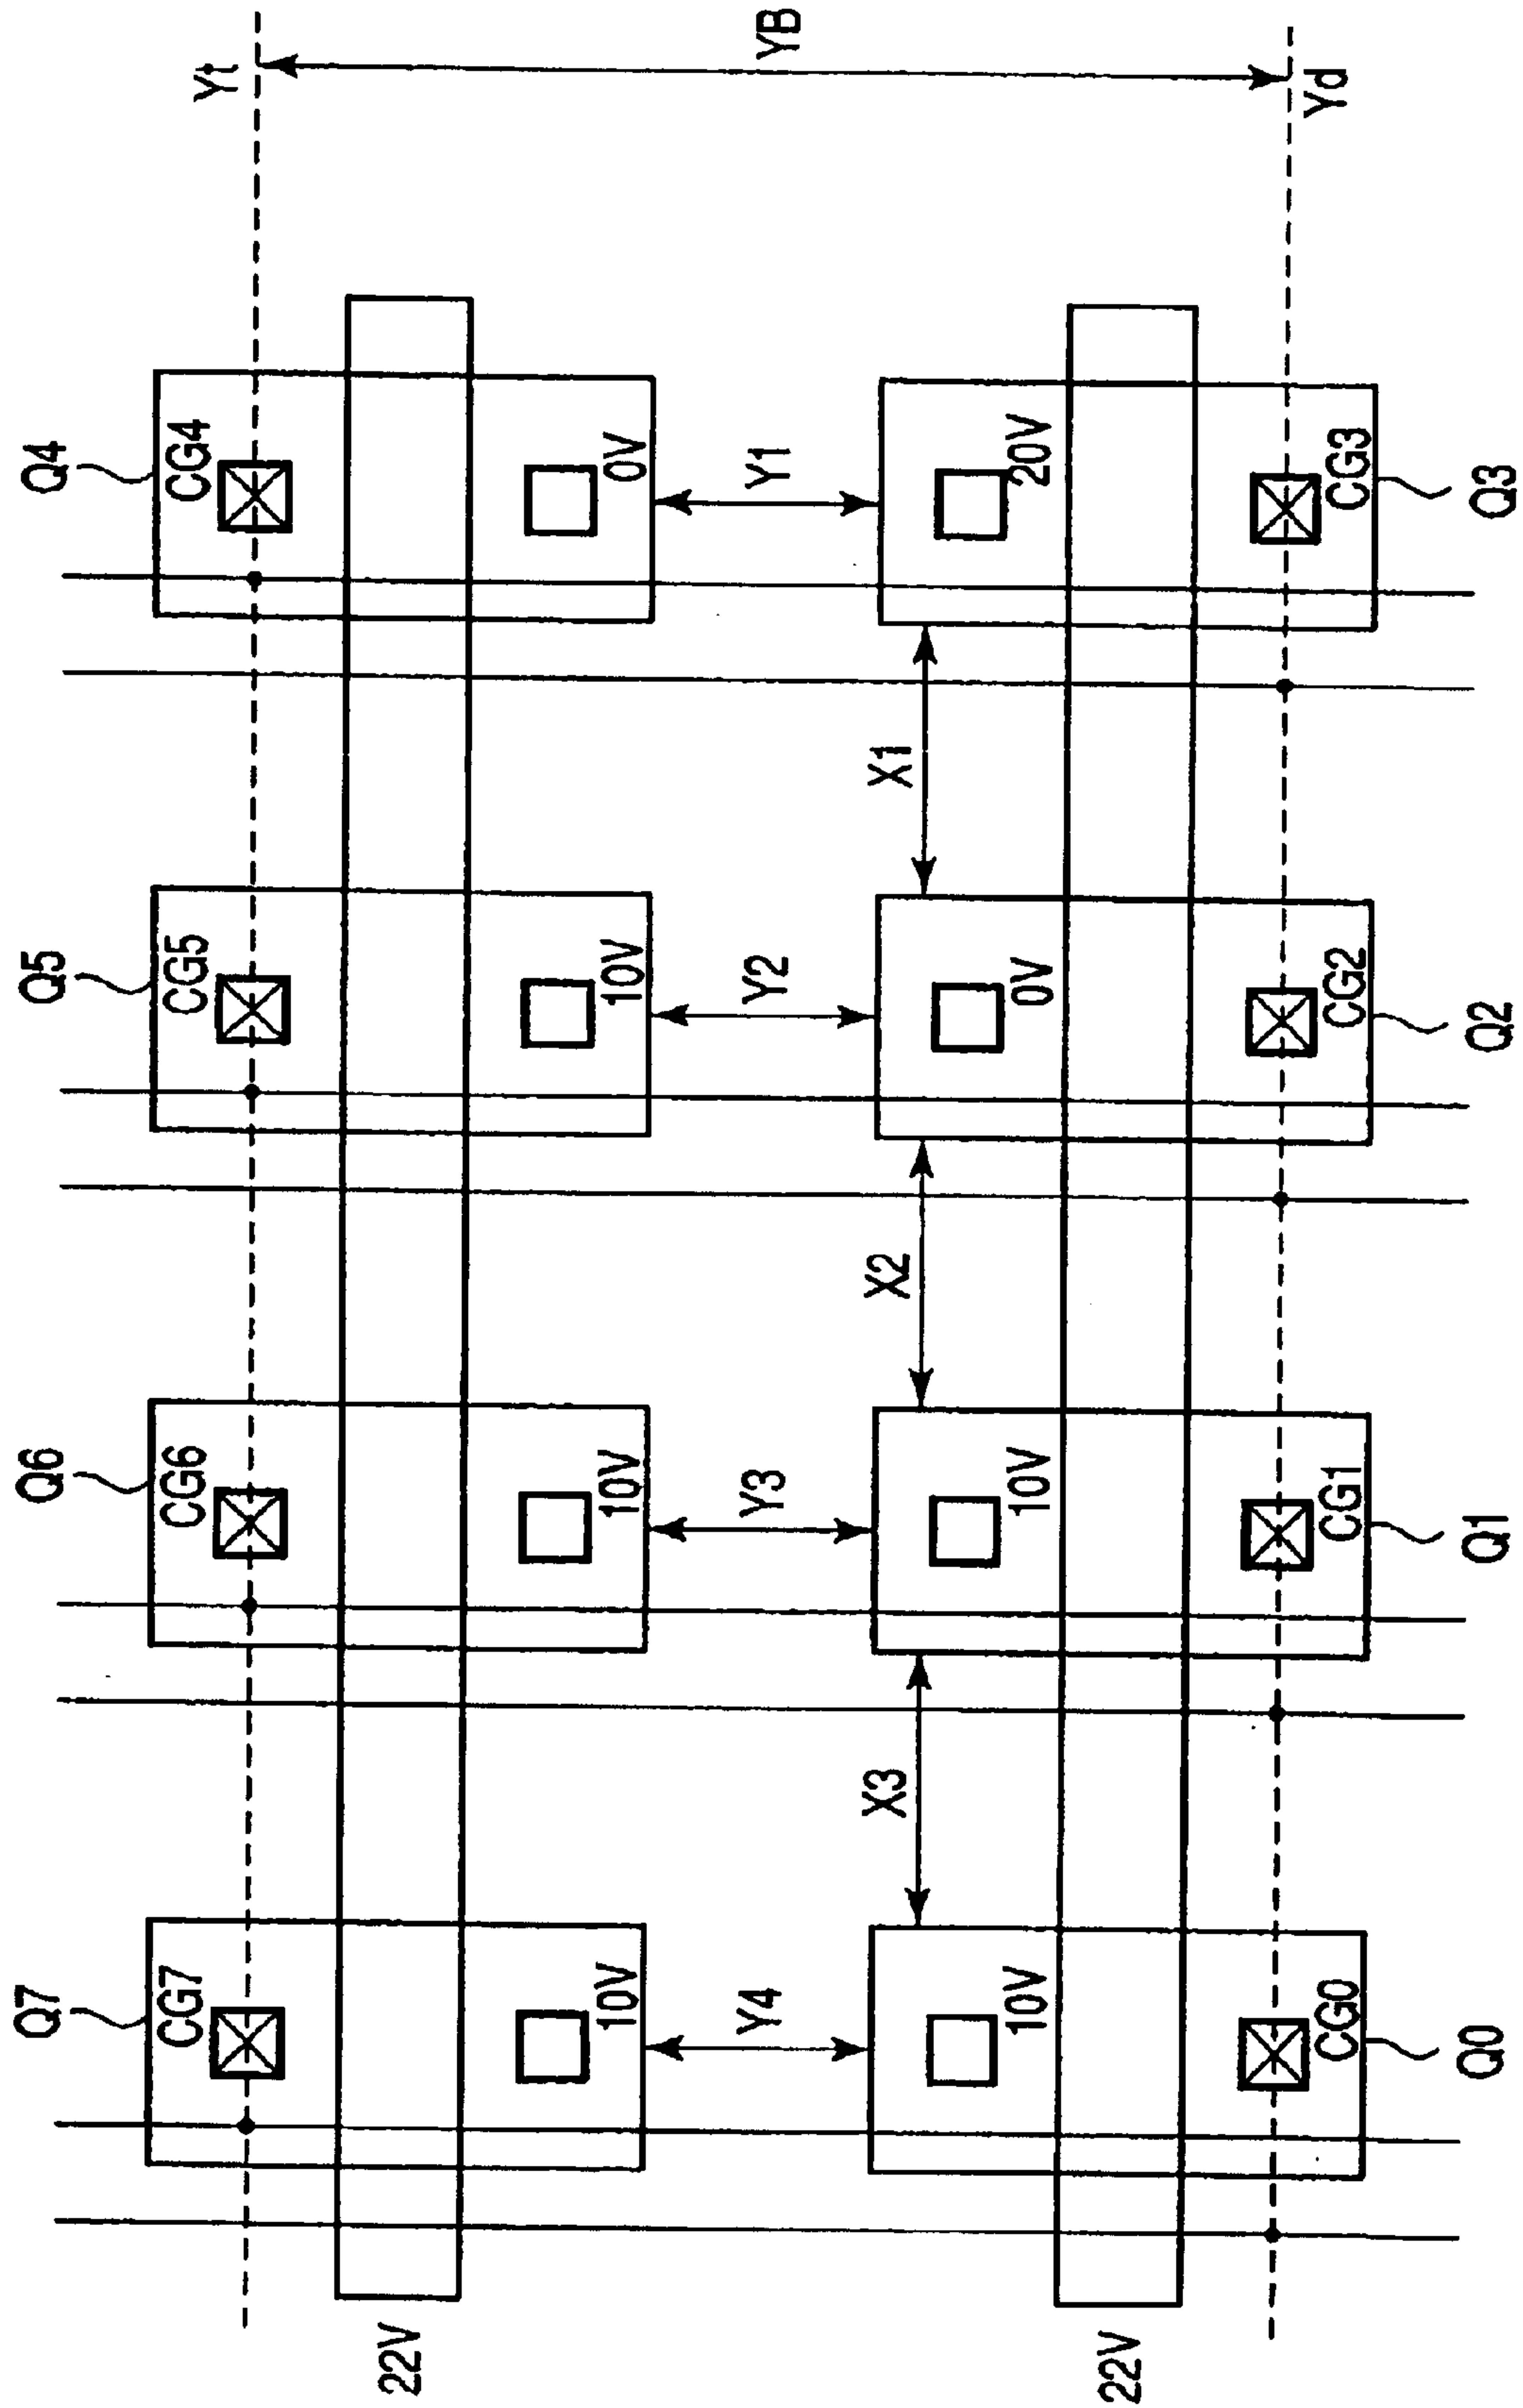 Q7 Q6 Q5 Q4
CG7 CG6 CG5 CG4 Yt
22V
10V 10V 10V 0V
Y4 Y3 Y2 Y1 YB
X3 X2 X1
10V 10V 0V 20V
22V
CG0 CG1 CG2 CG3 Yd
Q0 Q1 Q2 Q3